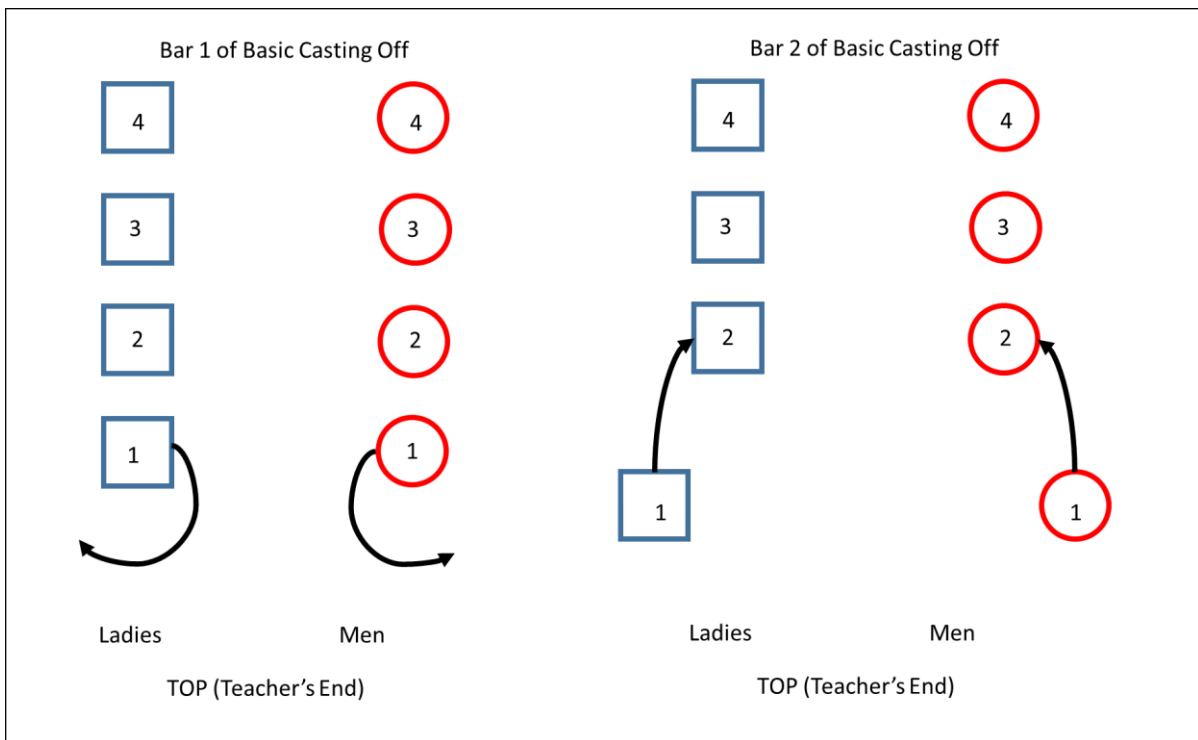 Bar 1 of Basic Casting Off
4 4
3 3
2 2
1 1
Ladies Men
TOP (Teacher's End)
Bar 2 of Basic Casting Off
4 4
3 3
2 2
1 1
Ladies Men
TOP (Teacher's End)